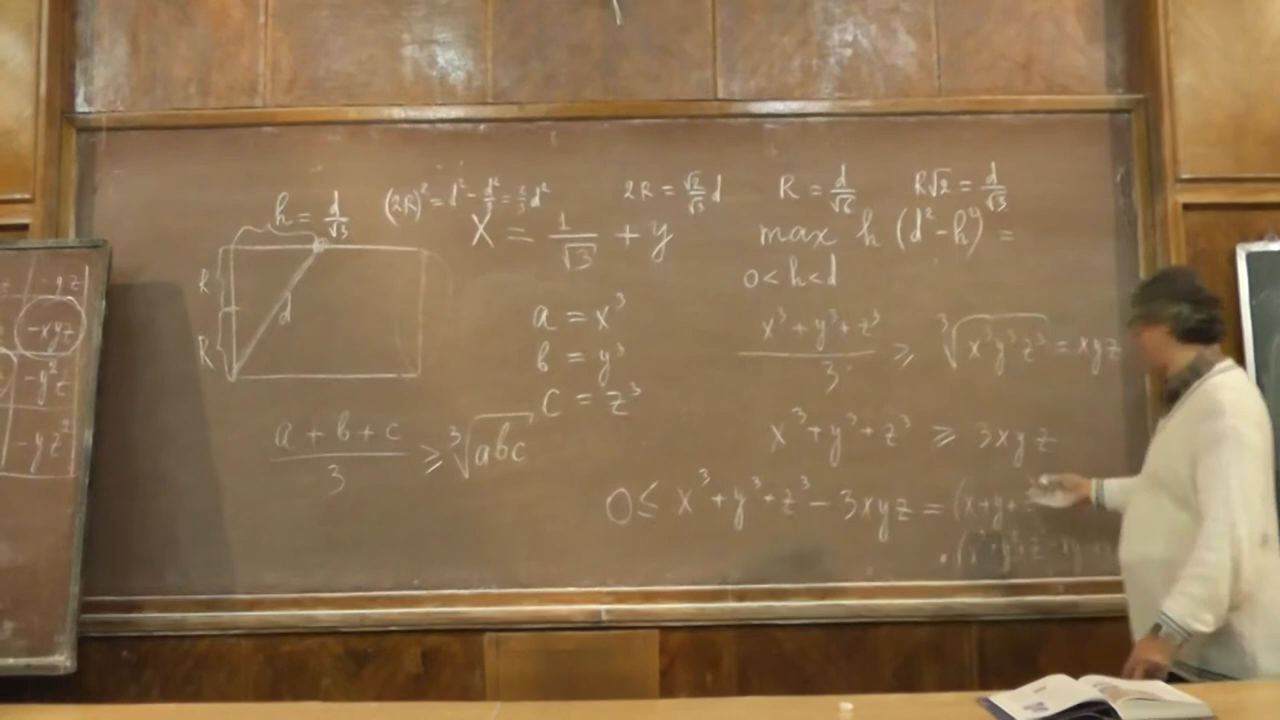 -yz
-xyz
-y²z
-yz²
h = d/√3
(2R)² = d² - d²/3 = 2/3 d²
2R = √2/√3 d
R = d/√6
R√2 = d/√3
X = 1/√3 + y
max h (d² - h²) =
0 < h < d
R
d
R
a = x³
b = y³
c = z³
(x³ + y³ + z³)/3 ≥ ∛(x³y³z³) = xyz
(a + b + c)/3 ≥ ∛(abc)
x³ + y³ + z³ ≥ 3xyz
0 ≤ x³ + y³ + z³ - 3xyz = (x + y +